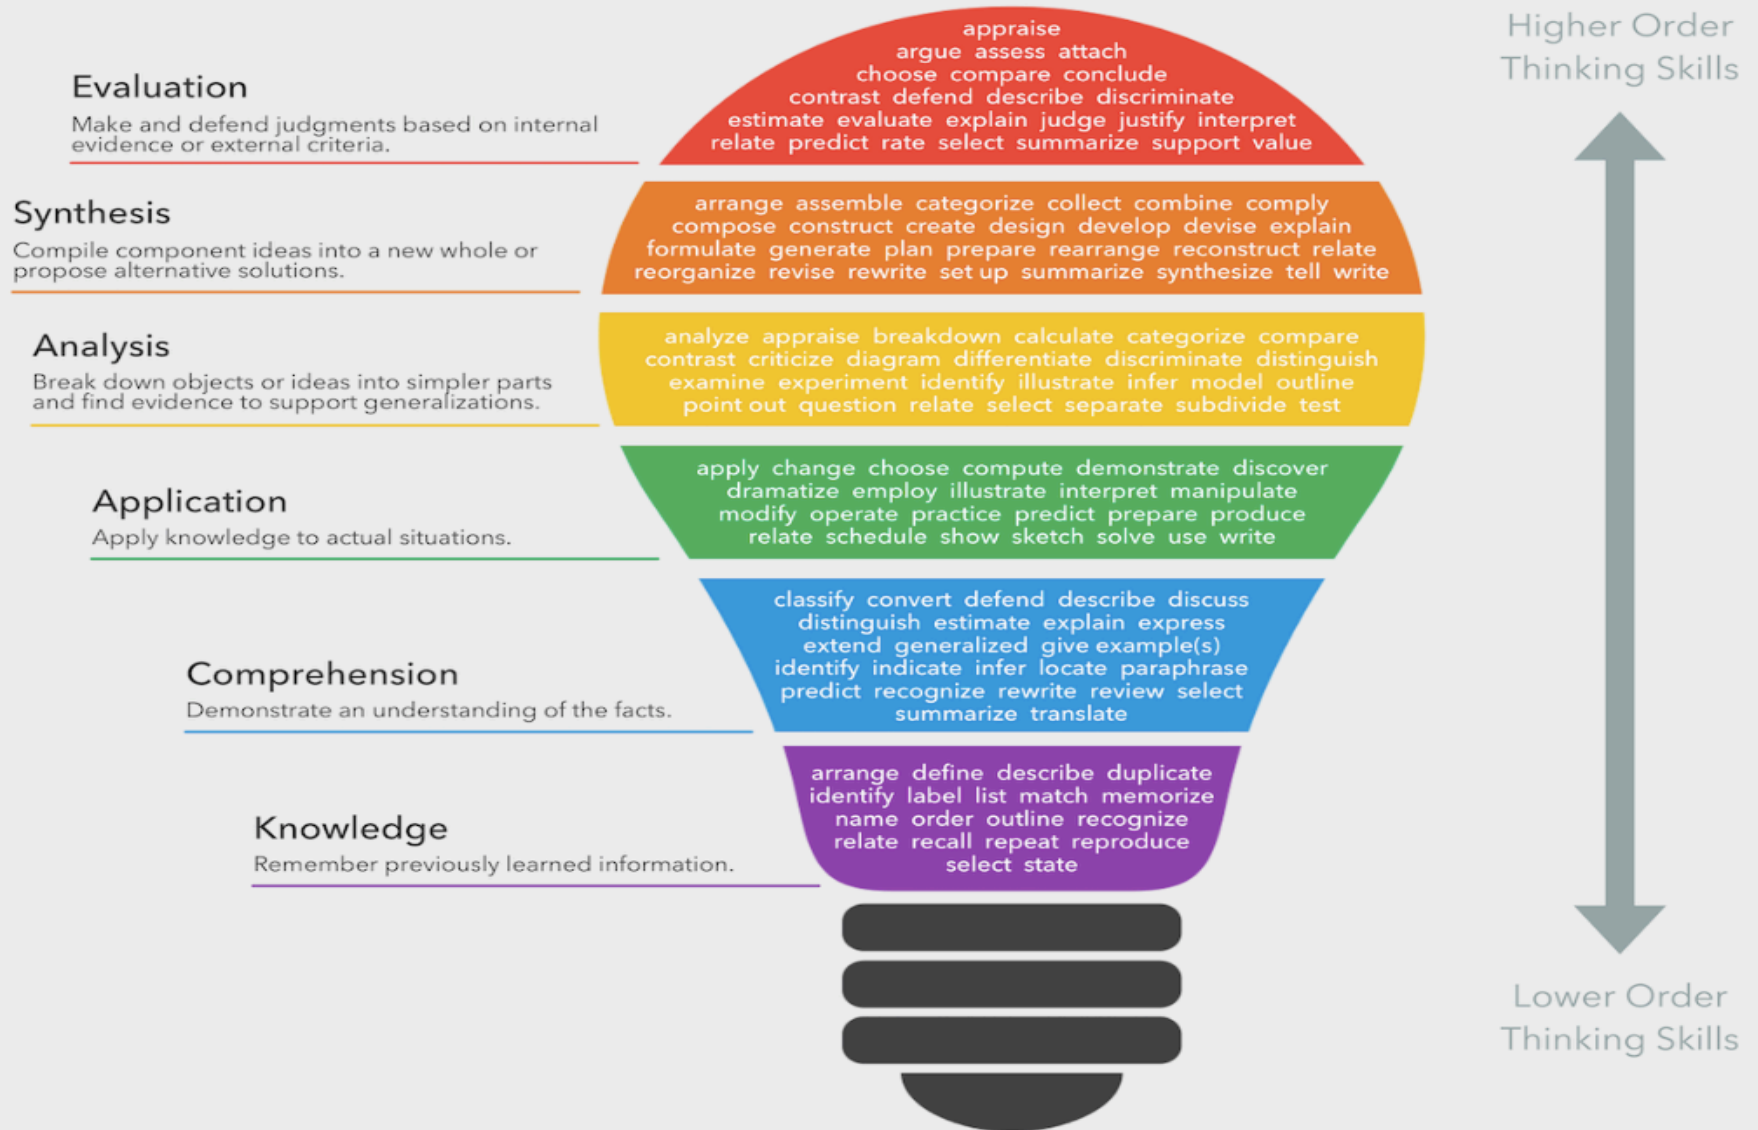 Higher Order
Thinking Skills
Evaluation
Make and defend judgments based on internal
evidence or external criteria.
appraise
argue assess attach
choose compare conclude
contrast defend describe discriminate
estimate evaluate explain judge justify interpret
relate predict rate select summarize support value
Synthesis
Compile component ideas into a new whole or
propose alternative solutions.
arrange assemble categorize collect combine comply
compose construct create design develop devise explain
formulate generate plan prepare rearrange reconstruct relate
reorganize revise rewrite set up summarize synthesize tell write
Analysis
Break down objects or ideas into simpler parts
and find evidence to support generalizations.
analyze appraise breakdown calculate categorize compare
contrast criticize diagram differentiate discriminate distinguish
examine experiment identify illustrate infer model outline
point out question relate select separate subdivide test
Application
Apply knowledge to actual situations.
apply change choose compute demonstrate discover
dramatize employ illustrate interpret manipulate
modify operate practice predict prepare produce
relate schedule show sketch solve use write
Comprehension
Demonstrate an understanding of the facts.
classify convert defend describe discuss
distinguish estimate explain express
extend generalized give example(s)
identify indicate infer locate paraphrase
predict recognize rewrite review select
summarize translate
Knowledge
Remember previously learned information.
arrange define describe duplicate
identify label list match memorize
name order outline recognize
relate recall repeat reproduce
select state
Lower Order
Thinking Skills